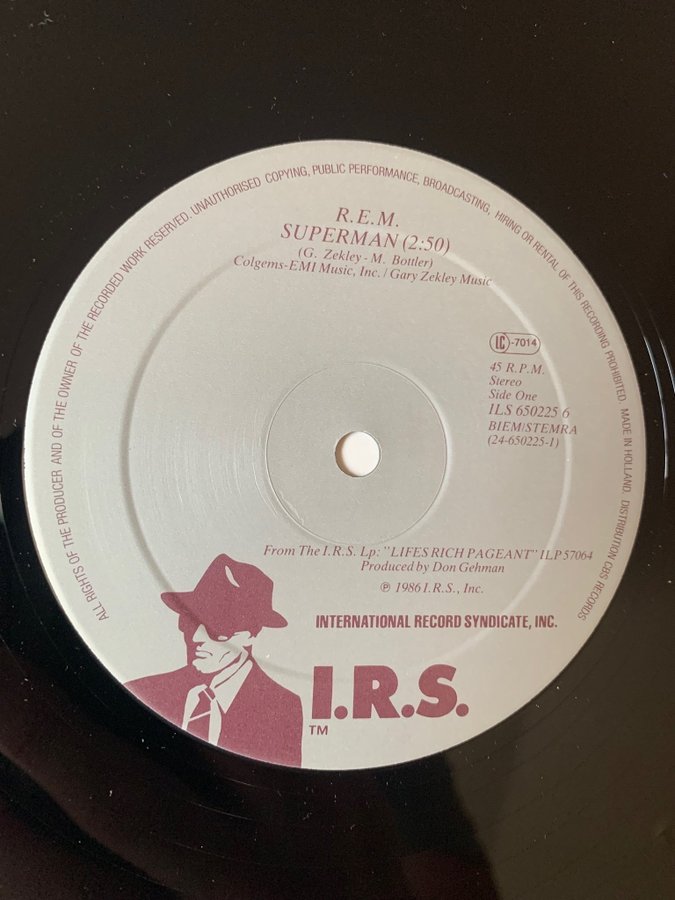 ALL RIGHTS OF THE PRODUCER AND OF THE OWNER OF THE RECORDED WORK RESERVED. UNAUTHORISED COPYING, PUBLIC PERFORMANCE, BROADCASTING, HIRING OR RENTAL OF THIS RECORDING PROHIBITED. MADE IN HOLLAND. DISTRIBUTION CBS RECORDS
R.E.M.
SUPERMAN (2:50)
(G. Zekley - M. Bottler)
Colgems-EMI Music, Inc. / Gary Zekley Music
LC-7014
45 R.P.M.
Stereo
Side One
ILS 650225 6
BIEM/STEMRA
(24-650225-1)
From The I.R.S. Lp: "LIFES RICH PAGEANT" ILP 57064
Produced by Don Gehman
℗ 1986 I.R.S., Inc.
INTERNATIONAL RECORD SYNDICATE, INC.
I.R.S.
TM